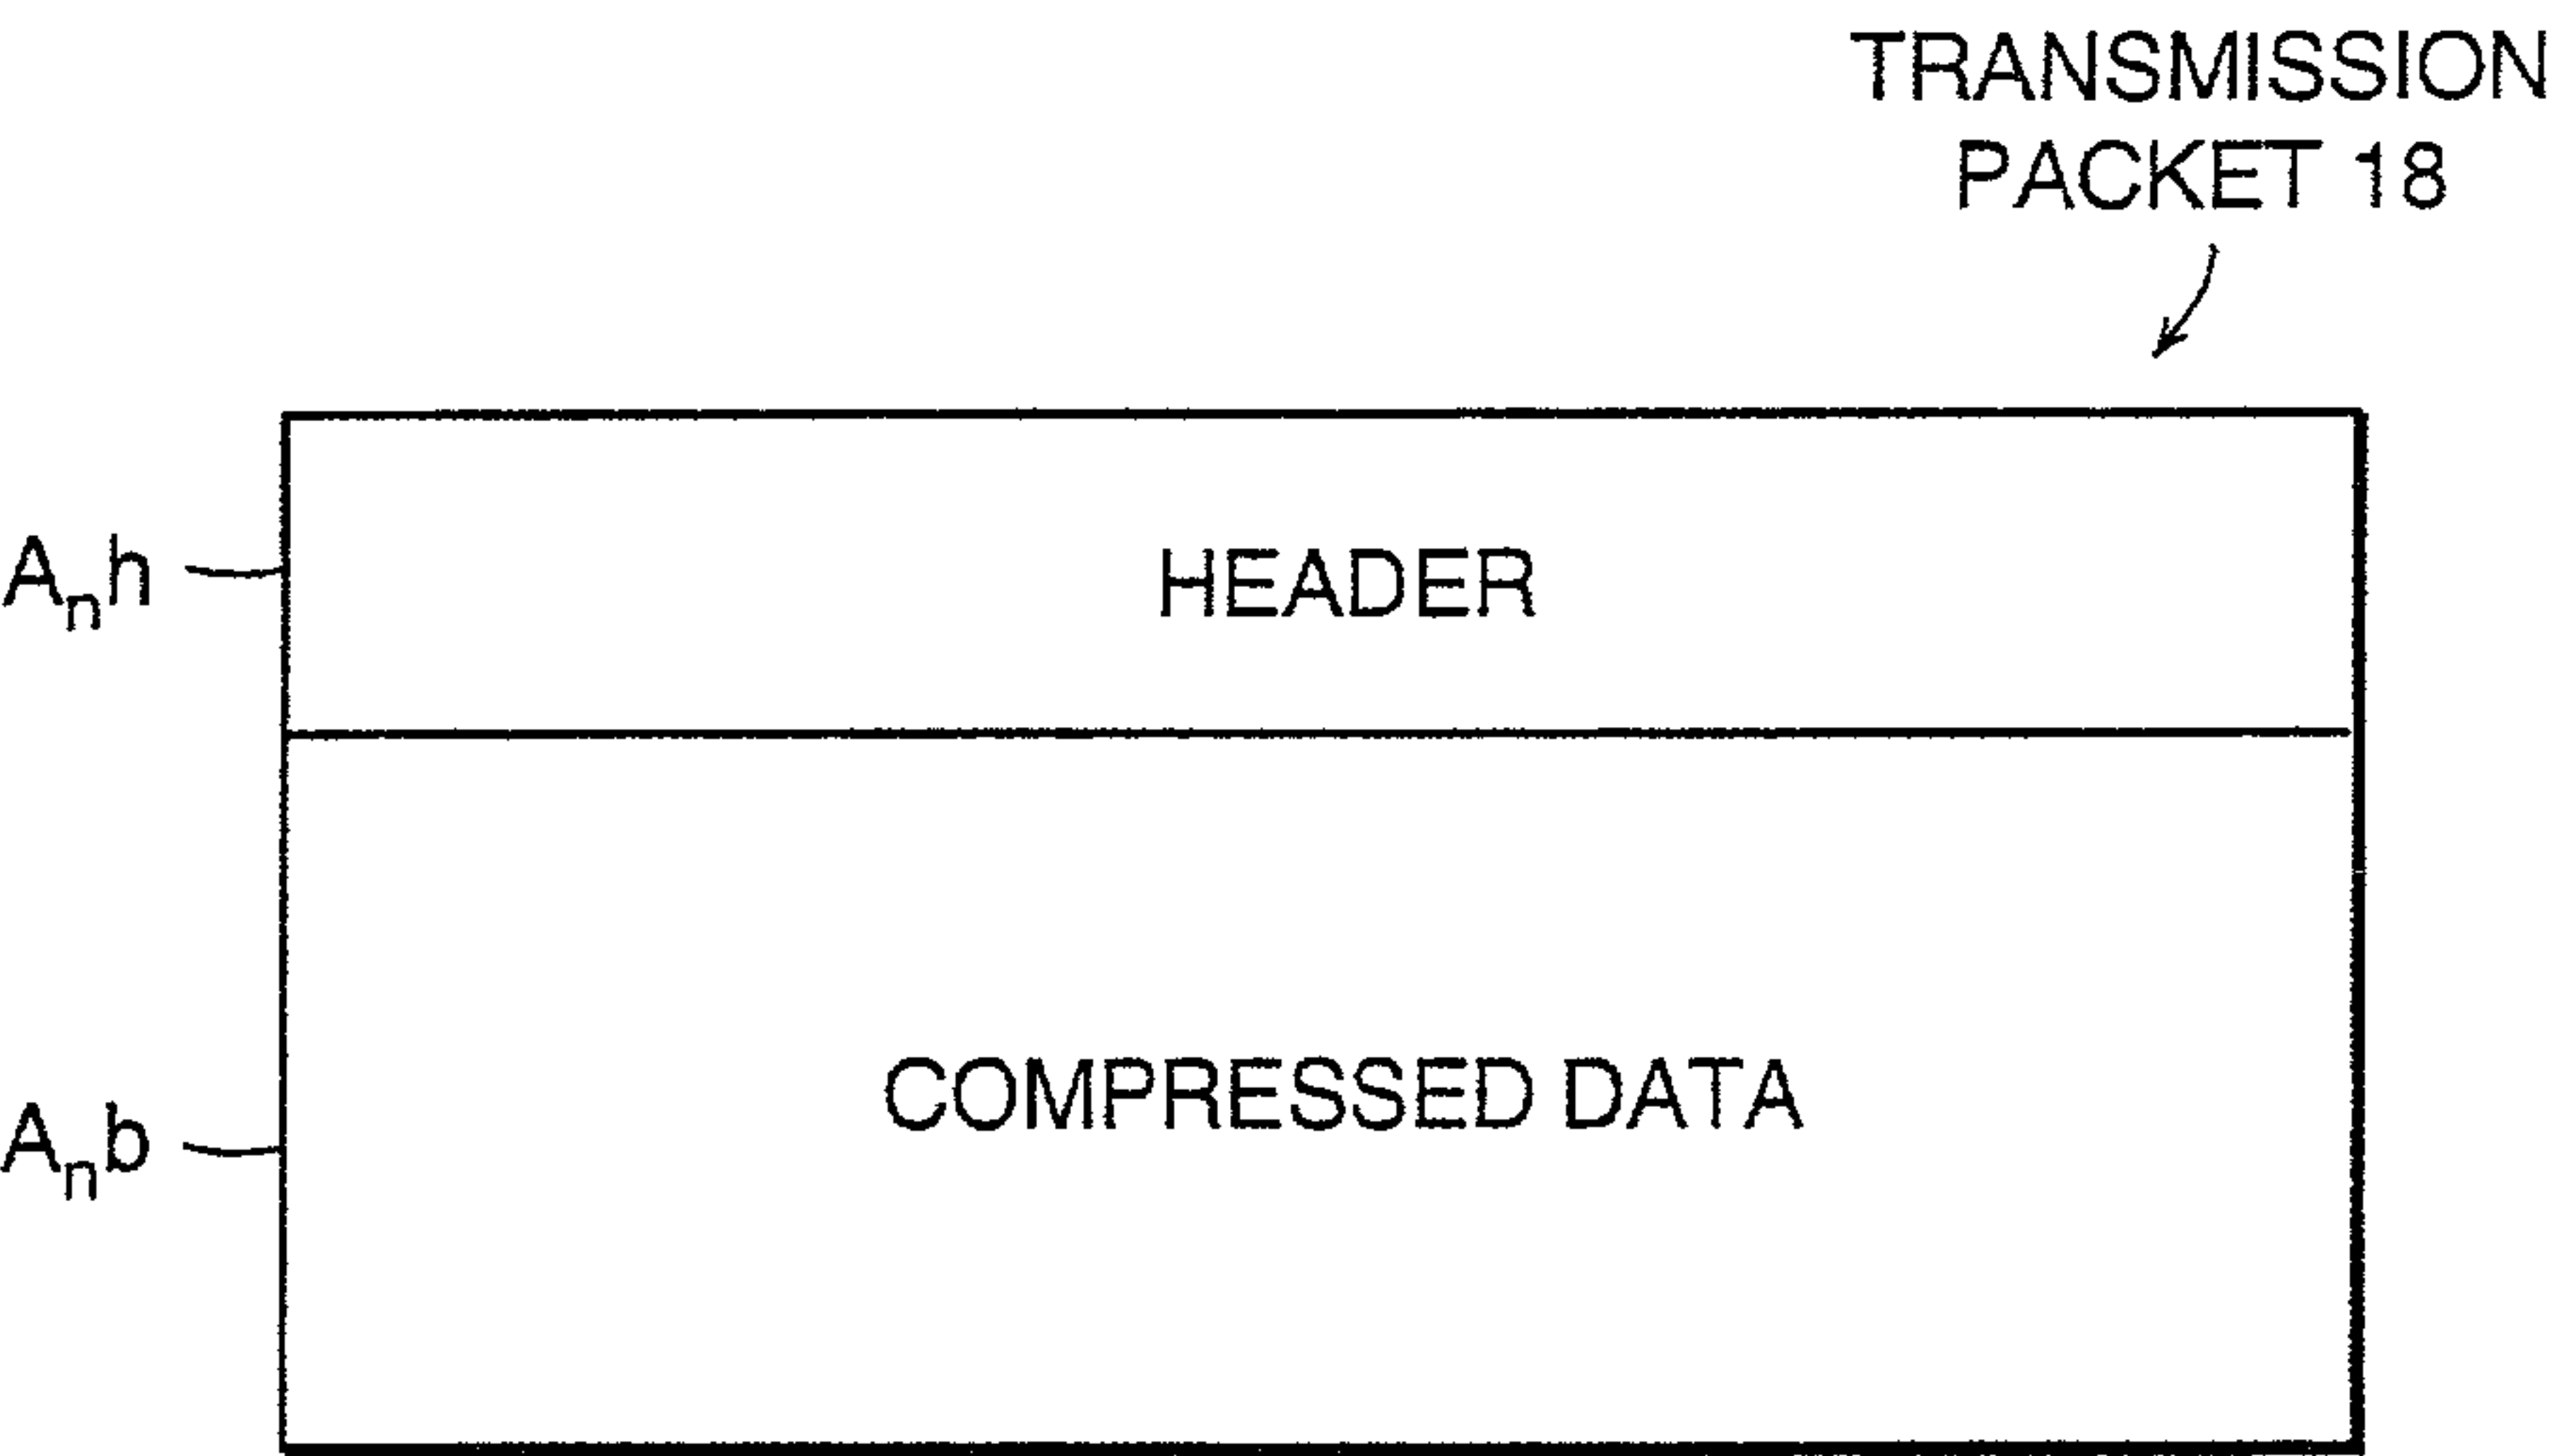 TRANSMISSION
PACKET 18
Aₙh
HEADER
Aₙb
COMPRESSED DATA